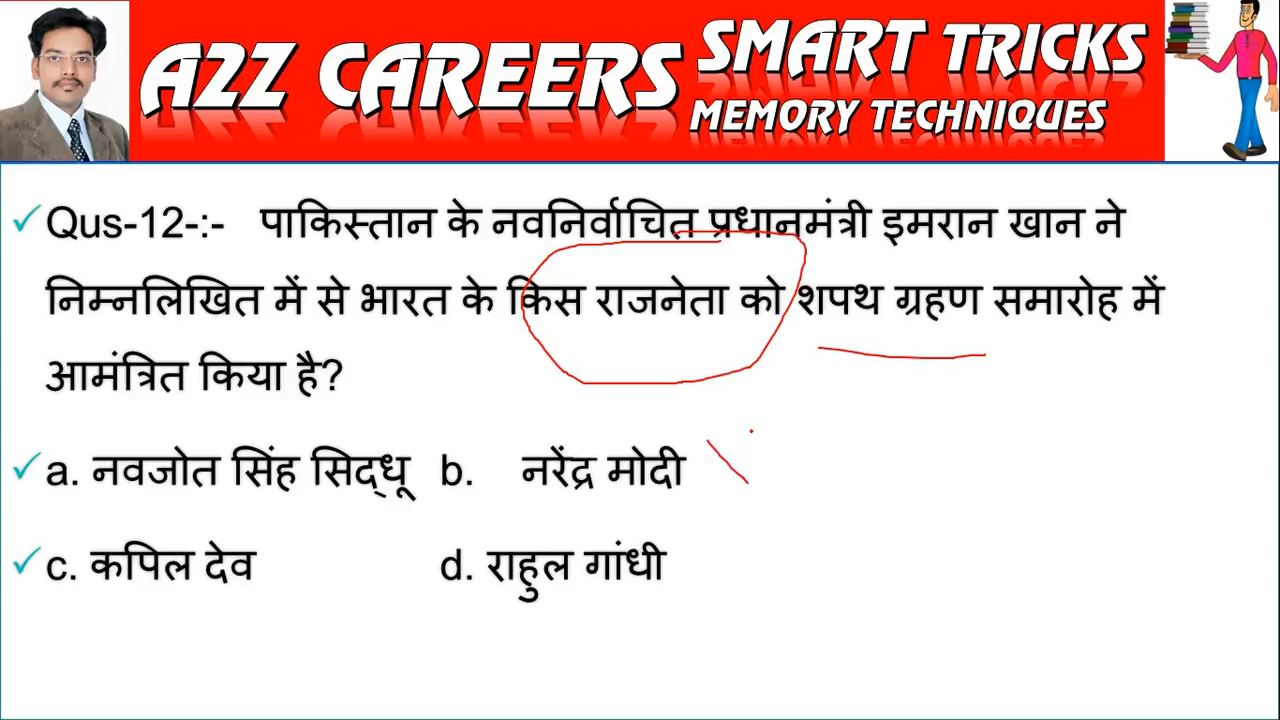 A2Z CAREERS SMART TRICKS
MEMORY TECHNIQUES
Qus-12-:- पाकिस्तान के नवनिर्वाचित प्रधानमंत्री इमरान खान ने
निम्नलिखित में से भारत के किस राजनेता को शपथ ग्रहण समारोह में
आमंत्रित किया है?
a. नवजोत सिंह सिद्धू b. नरेंद्र मोदी
c. कपिल देव d. राहुल गांधी